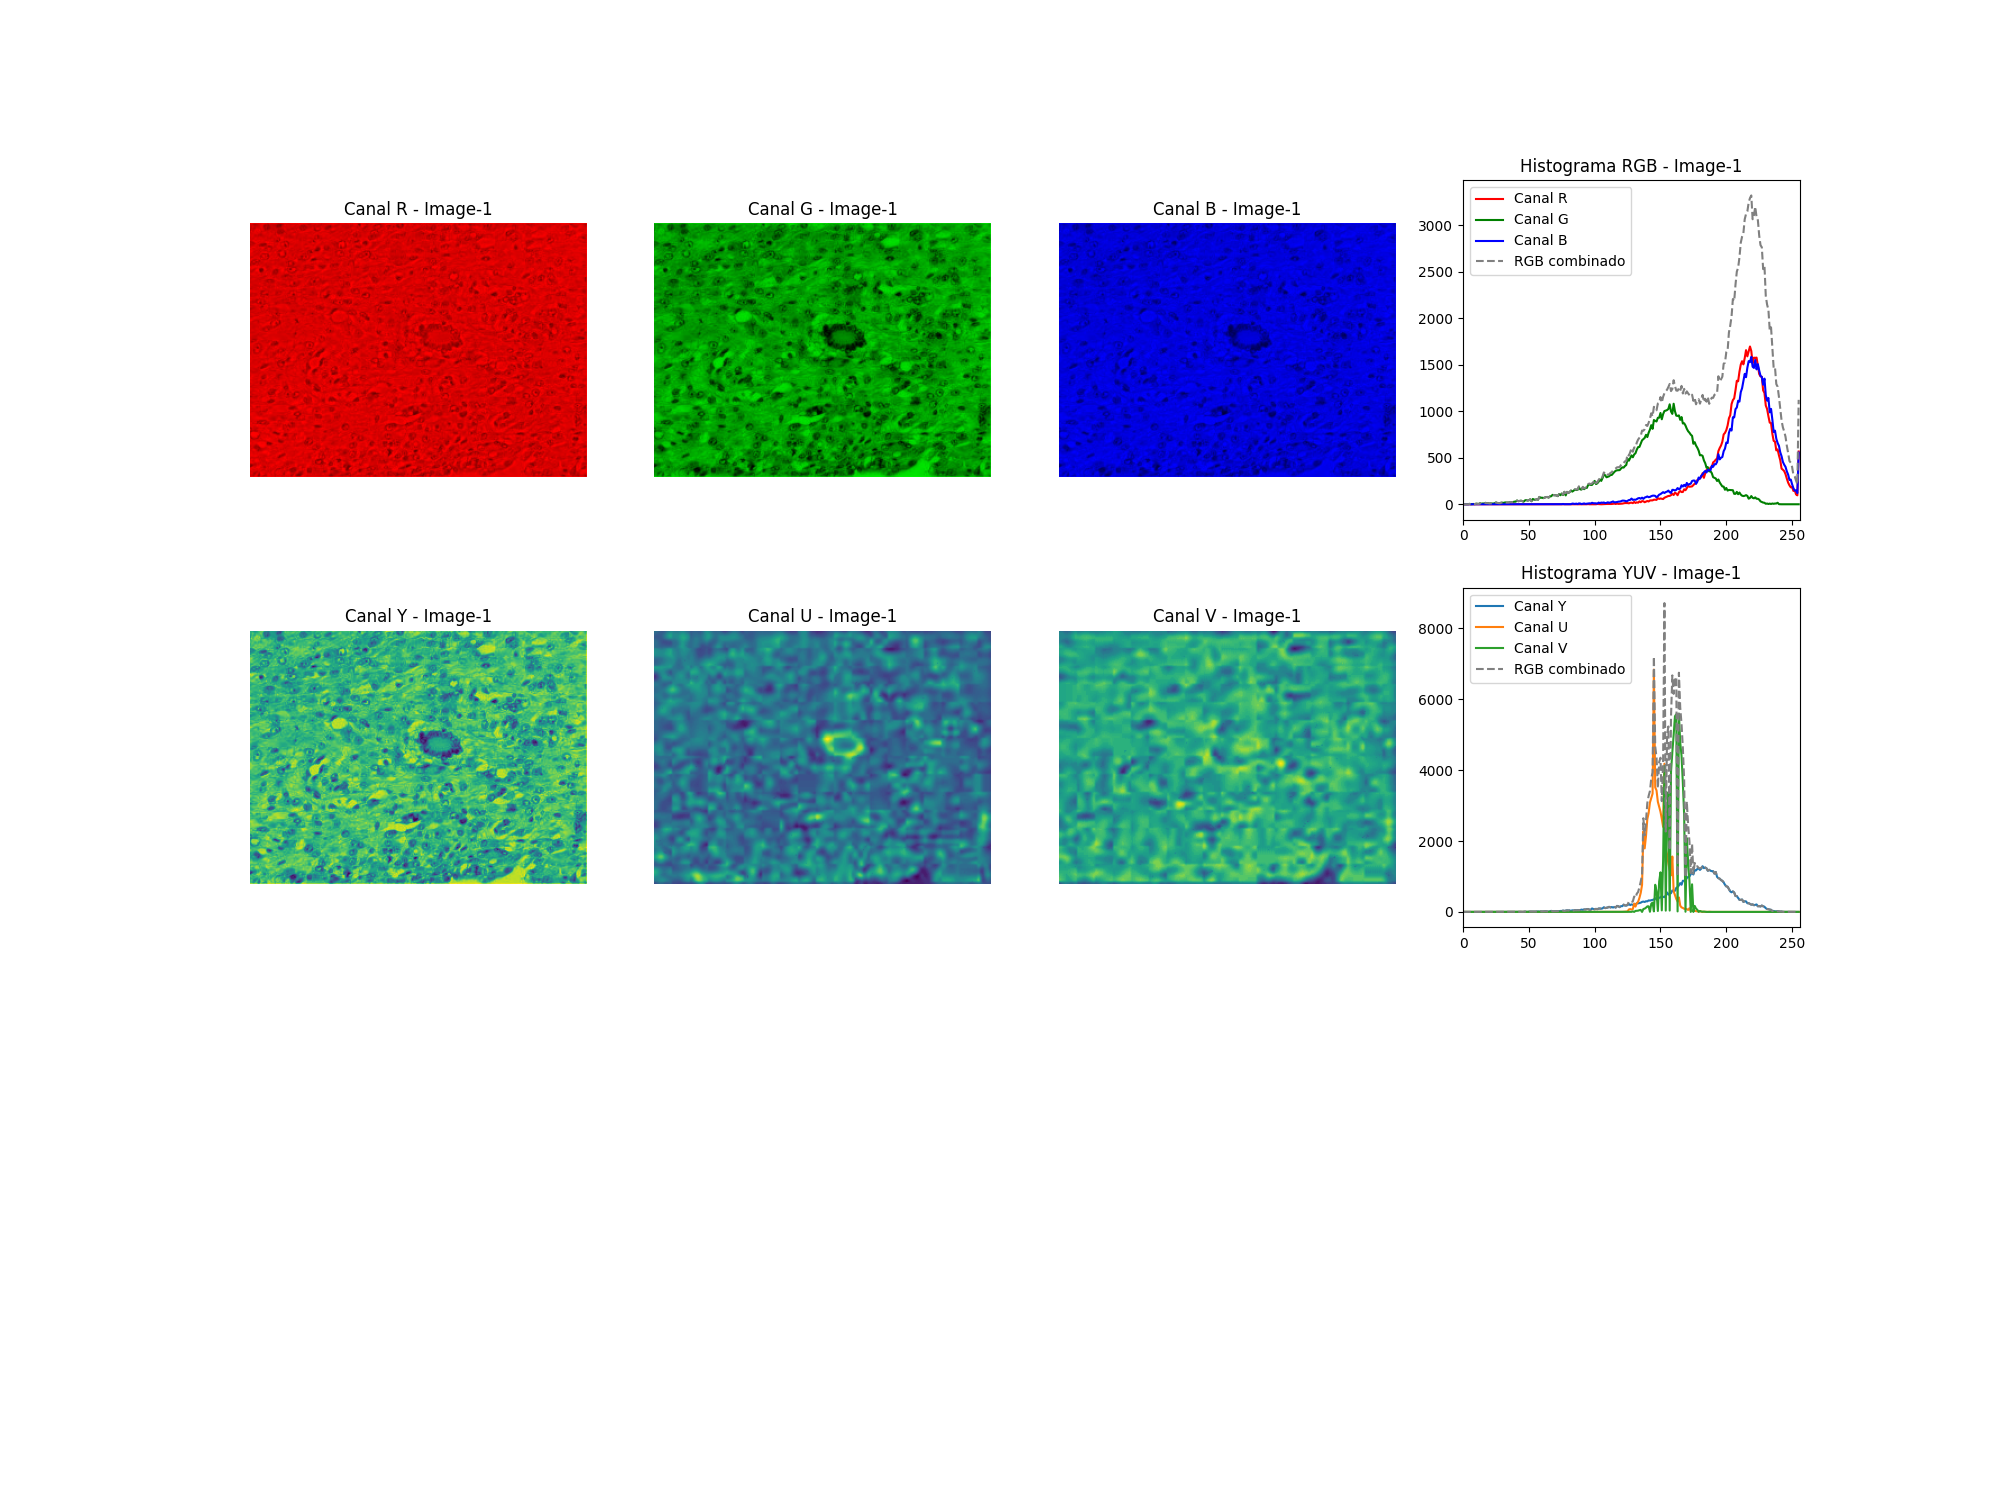 Canal R - Image-1
Canal G - Image-1
Canal B - Image-1
Histograma RGB - Image-1
Canal R
Canal G
Canal B
RGB combinado
3000
2500
2000
1500
1000
500
0
0 50 100 150 200 250
Canal Y - Image-1
Canal U - Image-1
Canal V - Image-1
Histograma YUV - Image-1
Canal Y
Canal U
Canal V
RGB combinado
8000
6000
4000
2000
0
0 50 100 150 200 250